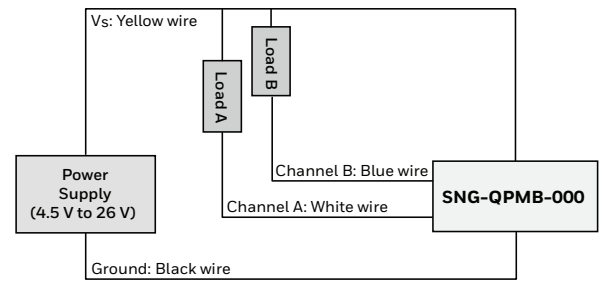 Vs: Yellow wire
Load A
Load B
Power
Supply
(4.5 V to 26 V)
Channel B: Blue wire
Channel A: White wire
SNG-QPMB-000
Ground: Black wire